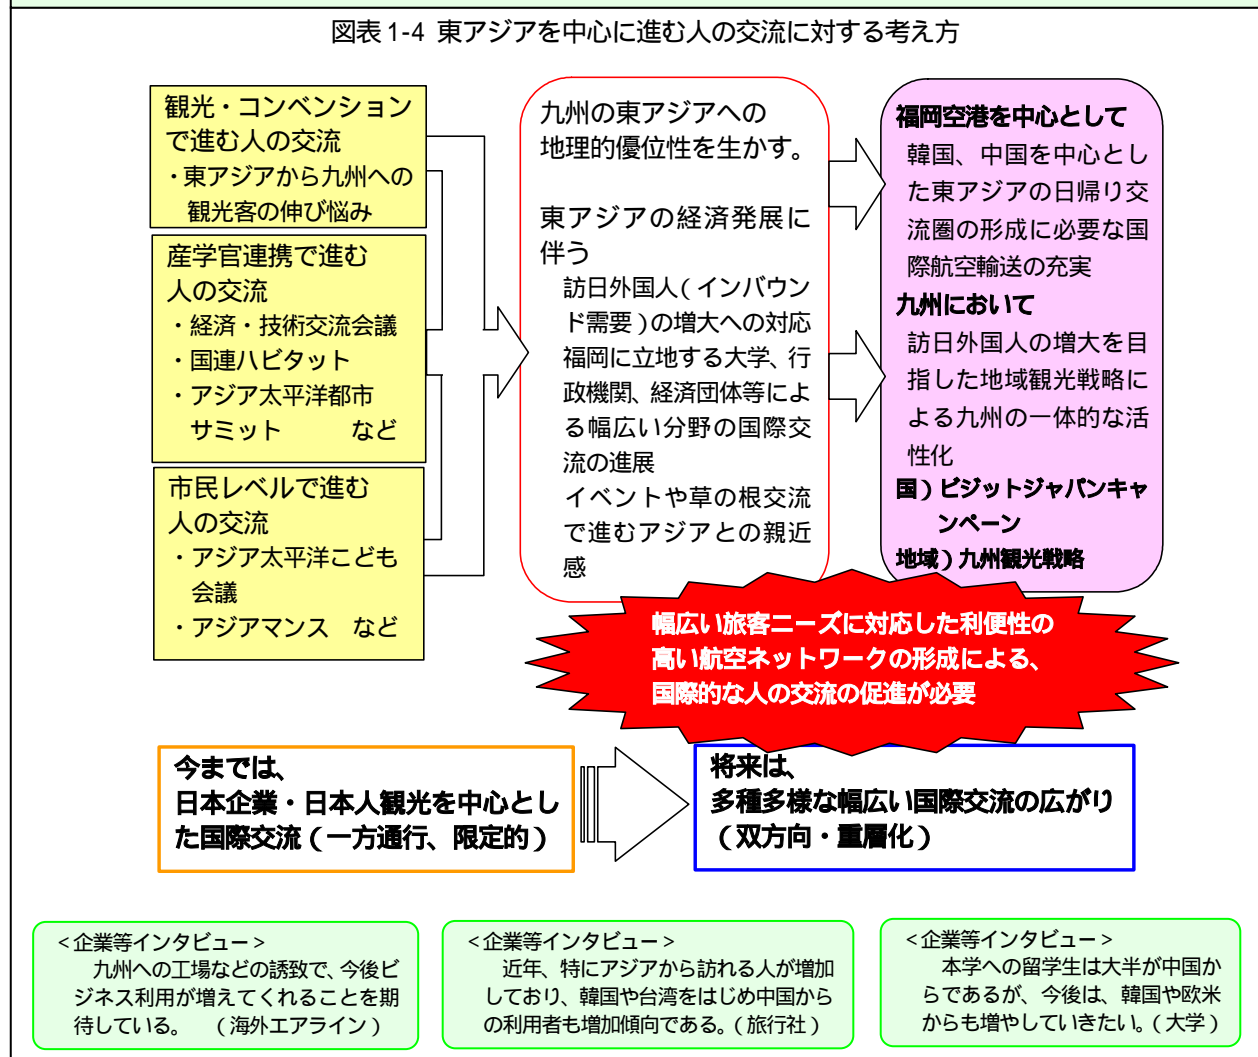 図表 1-4 東アジアを中心に進む人の交流に対する考え方
観光・コンベンション
で進む人の交流
・東アジアから九州への
観光客の伸び悩み
産学官連携で進む
人の交流
・経済・技術交流会議
・国連ハビタット
・アジア太平洋都市
サミット など
市民レベルで進む
人の交流
・アジア太平洋こども
会議
・アジアマンス など
九州の東アジアへの
地理的優位性を生かす。
東アジアの経済発展に
伴う
訪日外国人(インバウン
ド需要)の増大への対応
福岡に立地する大学、行
政機関、経済団体等によ
る幅広い分野の国際交
流の進展
イベントや草の根交流
で進むアジアとの親近
感
福岡空港を中心として
韓国、中国を中心とし
た東アジアの日帰り交
流圏の形成に必要な国
際航空輸送の充実
九州において
訪日外国人の増大を目
指した地域観光戦略に
よる九州の一体的な活
性化
国)ビジットジャパンキャ
ンペーン
地域)九州観光戦略
幅広い旅客ニーズに対応した利便性の
高い航空ネットワークの形成による、
国際的な人の交流の促進が必要
今までは、
日本企業・日本人観光を中心とし
た国際交流(一方通行、限定的)
将来は、
多種多様な幅広い国際交流の広がり
(双方向・重層化)
<企業等インタビュー>
九州への工場などの誘致で、今後ビ
ジネス利用が増えてくれることを期
待している。 (海外エアライン)
<企業等インタビュー>
近年、特にアジアから訪れる人が増加
しており、韓国や台湾をはじめ中国から
の利用者も増加傾向である。(旅行社)
<企業等インタビュー>
本学への留学生は大半が中国か
らであるが、今後は、韓国や欧米
からも増やしていきたい。(大学)